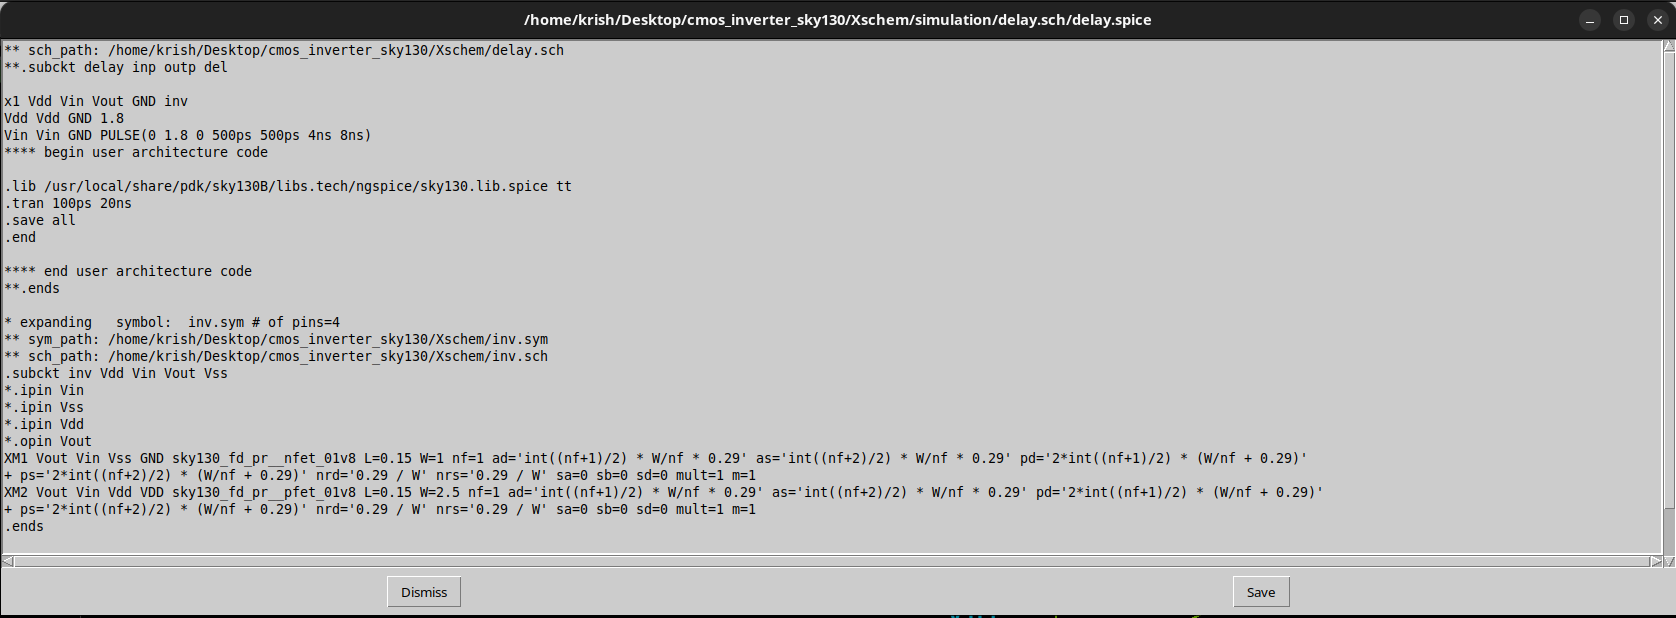 /home/krish/Desktop/cmos_inverter_sky130/Xschem/simulation/delay.sch/delay.spice
** sch_path: /home/krish/Desktop/cmos_inverter_sky130/Xschem/delay.sch
**.subckt delay inp outp del
x1 Vdd Vin Vout GND inv
Vdd Vdd GND 1.8
Vin Vin GND PULSE(0 1.8 0 500ps 500ps 4ns 8ns)
**** begin user architecture code
.lib /usr/local/share/pdk/sky130B/libs.tech/ngspice/sky130.lib.spice tt
.tran 100ps 20ns
.save all
.end
**** end user architecture code
**.ends
* expanding   symbol:  inv.sym # of pins=4
** sym_path: /home/krish/Desktop/cmos_inverter_sky130/Xschem/inv.sym
** sch_path: /home/krish/Desktop/cmos_inverter_sky130/Xschem/inv.sch
.subckt inv Vdd Vin Vout Vss
*.ipin Vin
*.ipin Vss
*.ipin Vdd
*.opin Vout
XM1 Vout Vin Vss GND sky130_fd_pr__nfet_01v8 L=0.15 W=1 nf=1 ad='int((nf+1)/2) * W/nf * 0.29' as='int((nf+2)/2) * W/nf * 0.29' pd='2*int((nf+1)/2) * (W/nf + 0.29)'
+ ps='2*int((nf+2)/2) * (W/nf + 0.29)' nrd='0.29 / W' nrs='0.29 / W' sa=0 sb=0 sd=0 mult=1 m=1
XM2 Vout Vin Vdd VDD sky130_fd_pr__pfet_01v8 L=0.15 W=2.5 nf=1 ad='int((nf+1)/2) * W/nf * 0.29' as='int((nf+2)/2) * W/nf * 0.29' pd='2*int((nf+1)/2) * (W/nf + 0.29)'
+ ps='2*int((nf+2)/2) * (W/nf + 0.29)' nrd='0.29 / W' nrs='0.29 / W' sa=0 sb=0 sd=0 mult=1 m=1
.ends
Dismiss
Save